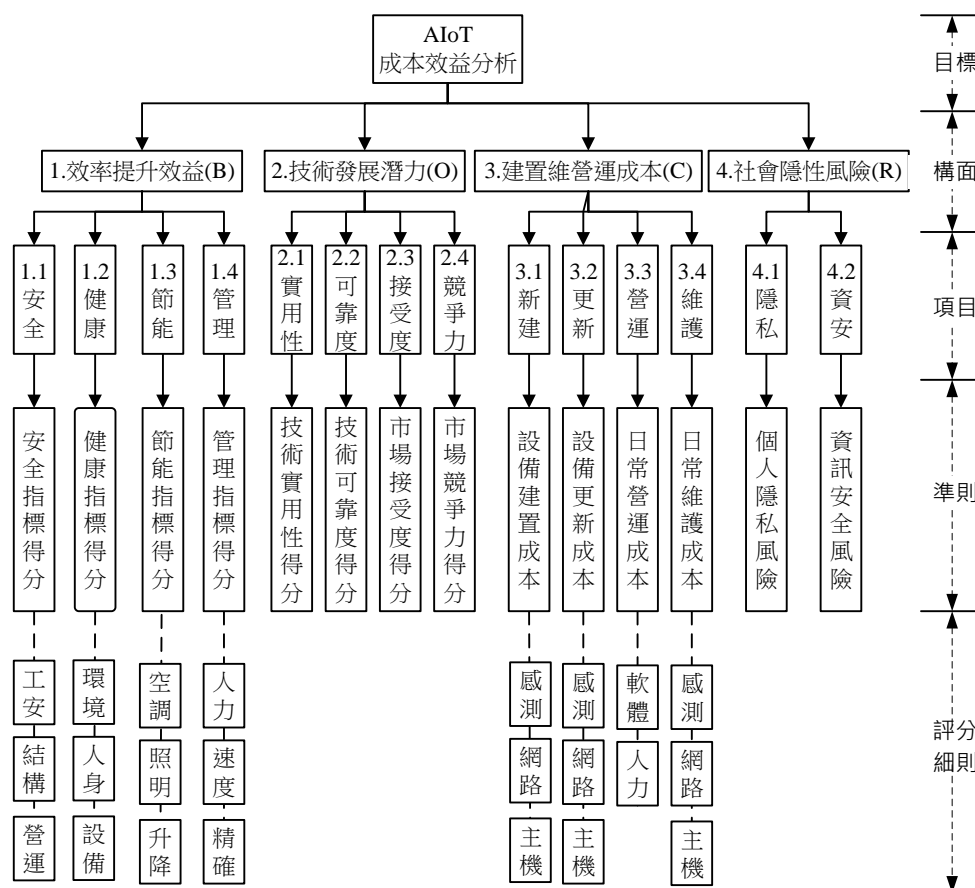 AIoT
成本效益分析
目標
1.效率提升效益(B)
2.技術發展潛力(O)
3.建置維營運成本(C)
4.社會隱性風險(R)
構面
1.1安全
1.2健康
1.3節能
1.4管理
2.1實用性
2.2可靠度
2.3接受度
2.4競爭力
3.1新建
3.2更新
3.3營運
3.4維護
4.1隱私
4.2資安
項目
安全指標得分
健康指標得分
節能指標得分
管理指標得分
技術實用性得分
技術可靠度得分
市場接受度得分
市場競爭力得分
設備建置成本
設備更新成本
日常營運成本
日常維護成本
個人隱私風險
資訊安全風險
準則
工安
結構
營運
環境
人身
設備
空調
照明
升降
人力
速度
精確
感測
網路
主機
感測
網路
主機
軟體
人力
感測
網路
主機
評分
細則